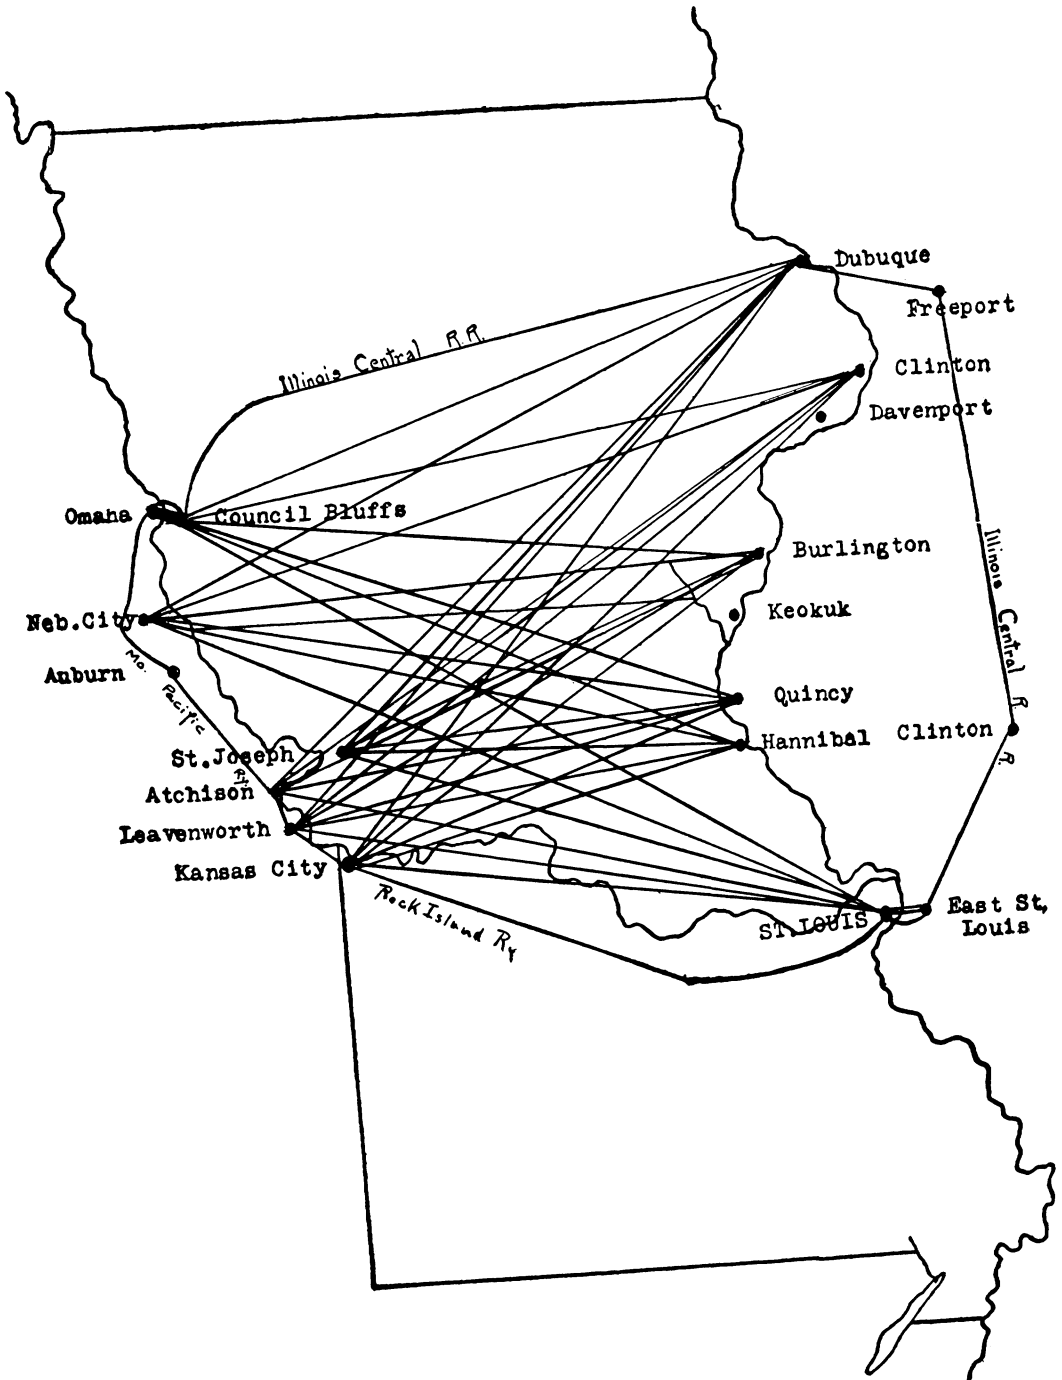 Dubuque
Freeport
Illinois Central R.R.
Clinton
Davenport
Omaha
Council Bluffs
Burlington
Illinois Central R. R.
Keokuk
Neb.City
Mo. Pacific Ry
Auburn
Quincy
Hannibal
Clinton
St.Joseph
Atchison
Leavenworth
Kansas City
Rock Island Ry
ST.LOUIS
East St,
Louis